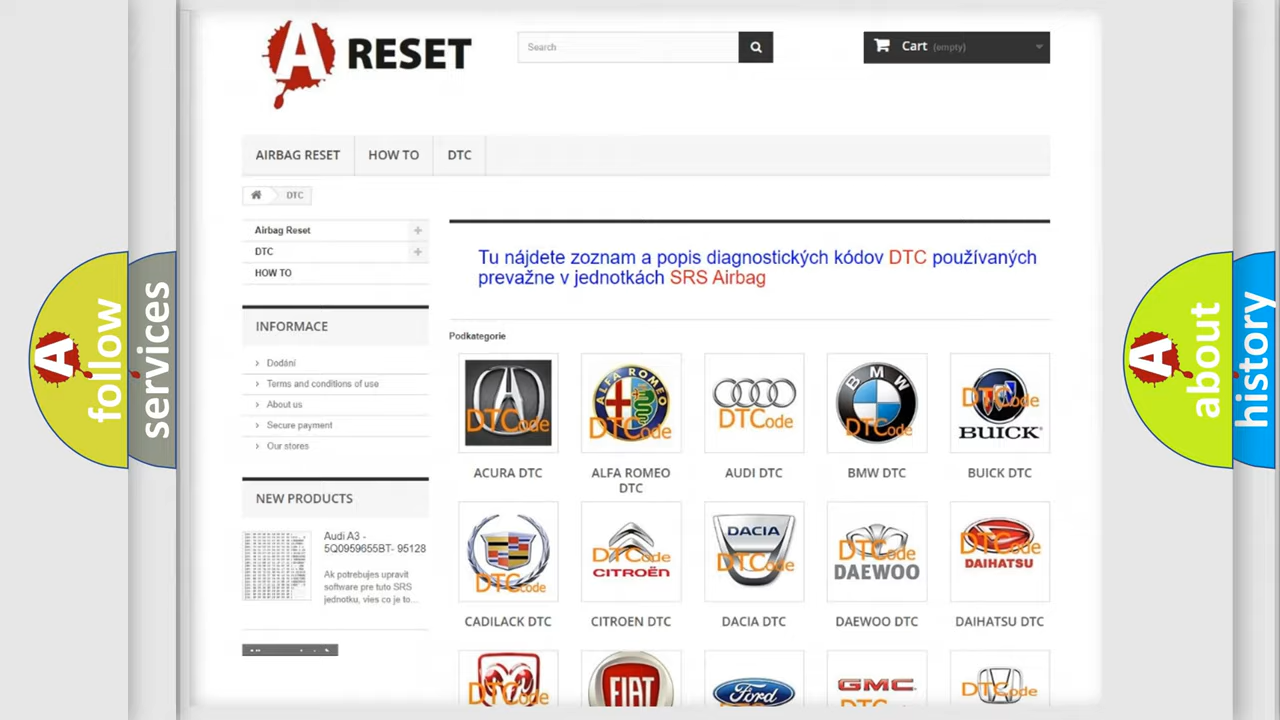 A RESET
Search
Cart (empty)
AIRBAG RESET
HOW TO
DTC
DTC
Airbag Reset
DTC
HOW TO
INFORMACE
Dodání
Terms and conditions of use
About us
Secure payment
Our stores
NEW PRODUCTS
Audi A3 -
5Q0959655BT- 95128
Ak potrebujes upravit
software pre tuto SRS
jednotku, vies co je to...
Tu nájdete zoznam a popis diagnostických kódov DTC používaných
prevažne v jednotkách SRS Airbag
Podkategorie
DTCode
ALFA ROMEO
DTCode
DTCode
BMW
DTCode
DTCode
BUICK
ACURA DTC
ALFA ROMEO
DTC
AUDI DTC
BMW DTC
BUICK DTC
DTCode
DTCode
CITROËN
DACIA
DTCode
DTCode
DAEWOO
DTCode
DAIHATSU
CADILACK DTC
CITROEN DTC
DACIA DTC
DAEWOO DTC
DAIHATSU DTC
DTCode
FIAT
Ford
GMC
DTCode
A follow
services
A about
history